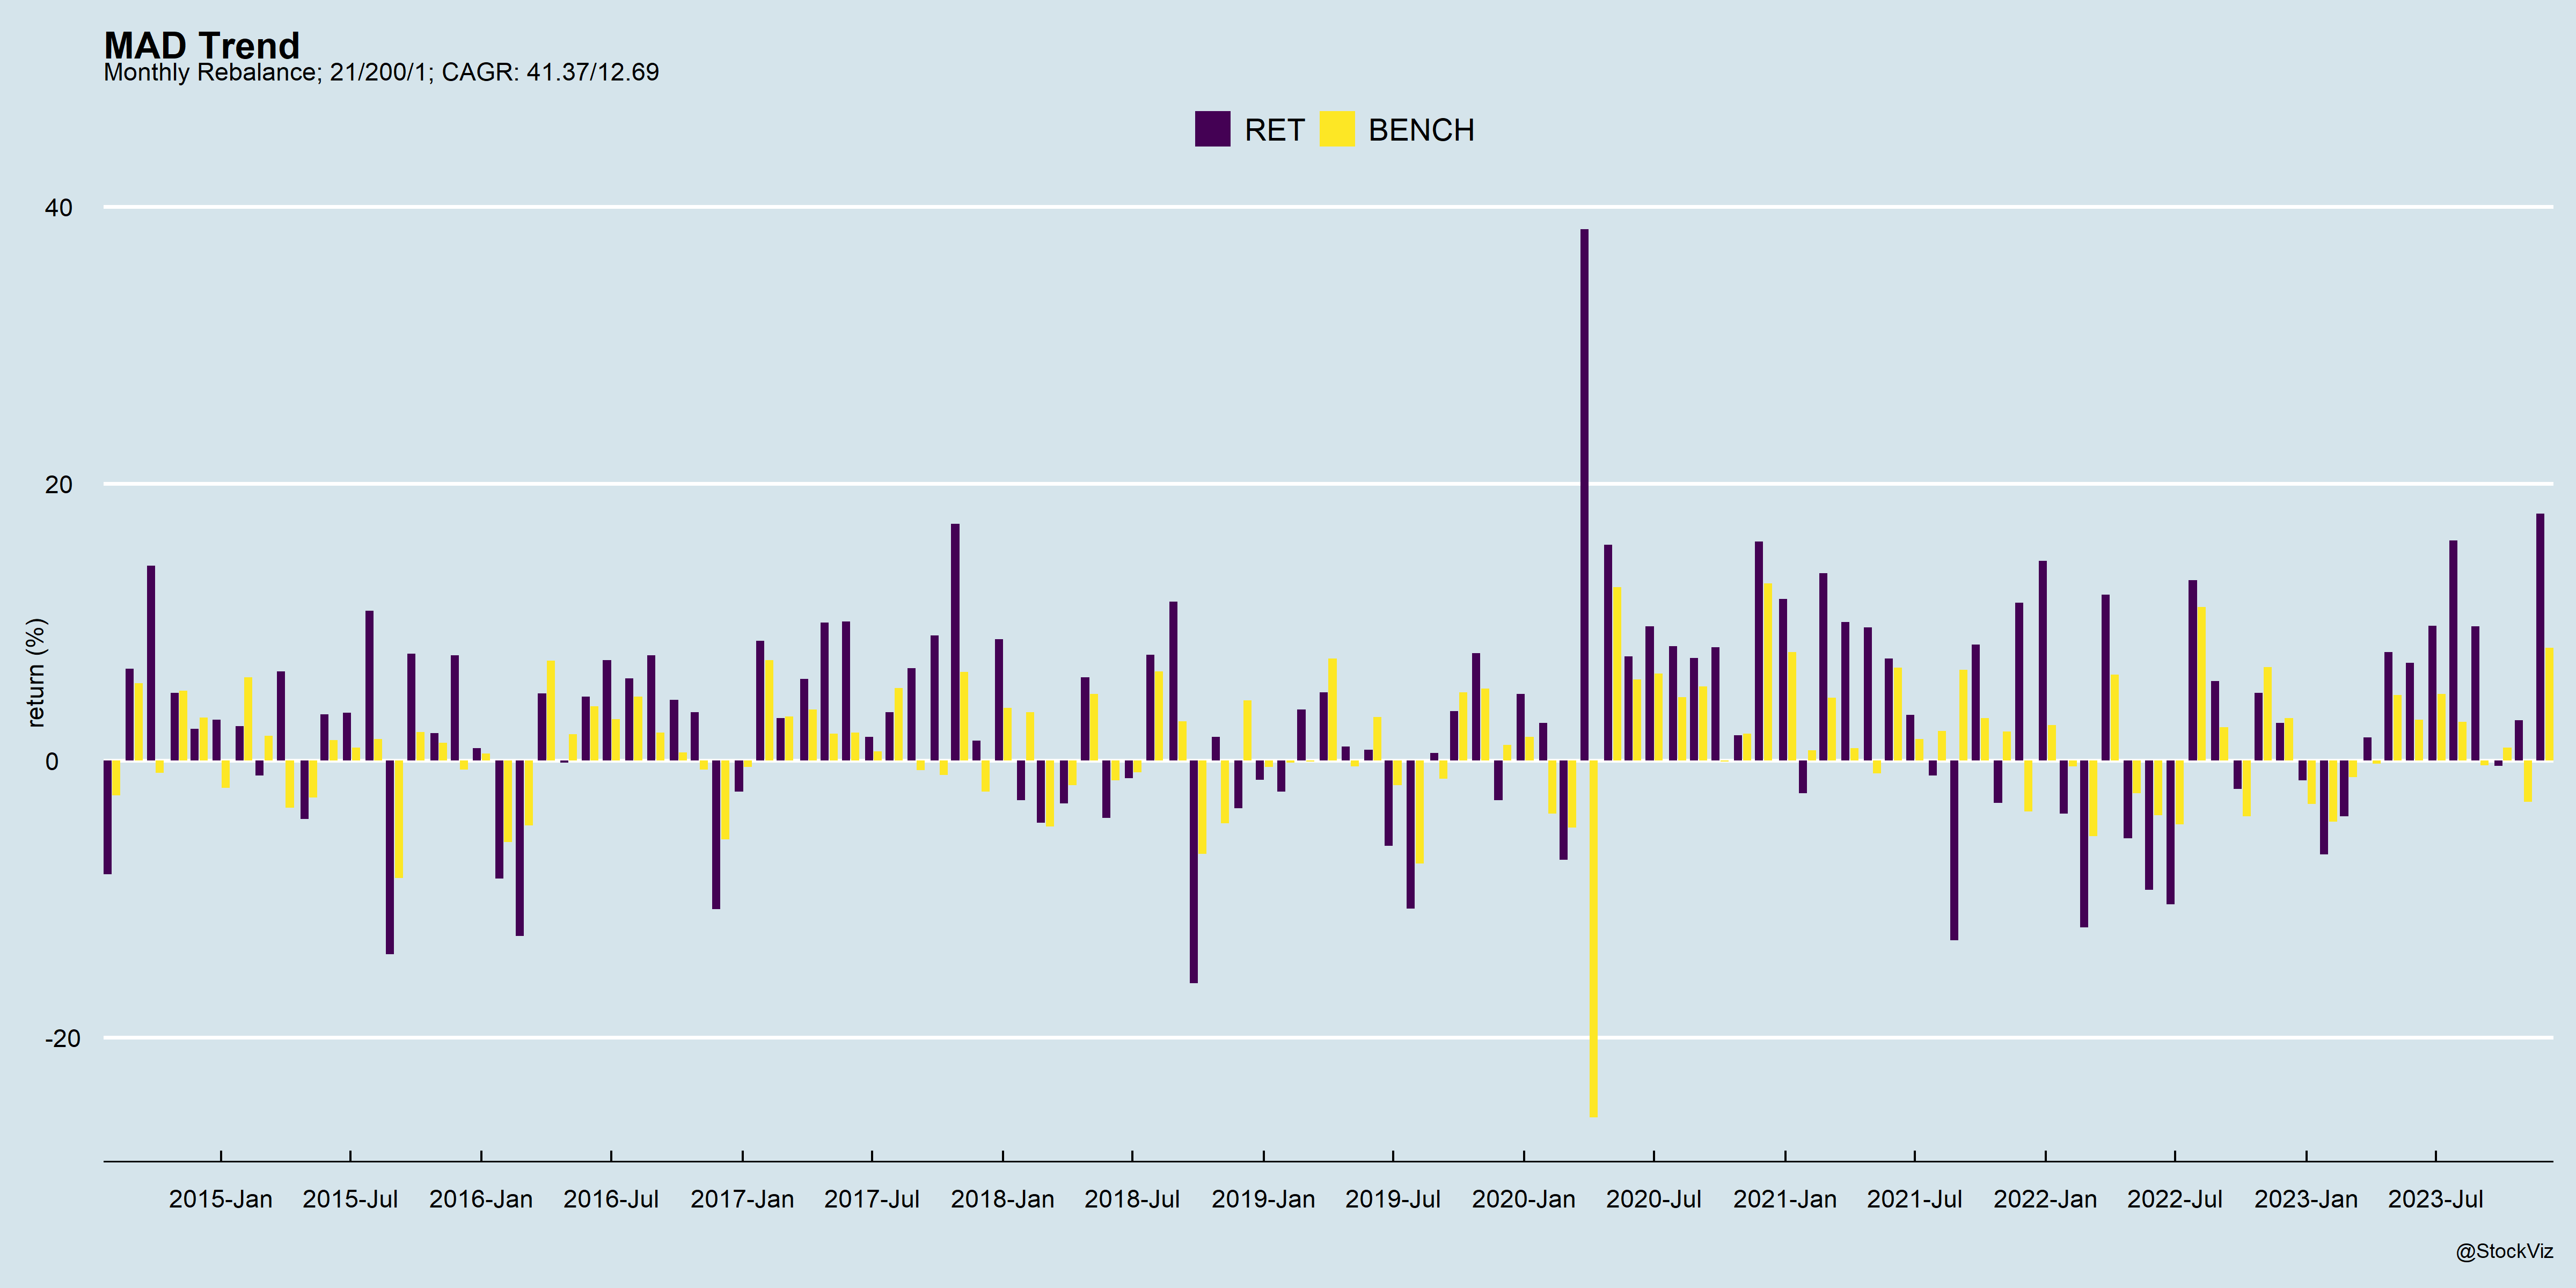 MAD Trend
Monthly Rebalance; 21/200/1; CAGR: 41.37/12.69
RET BENCH
40
20
0
-20
return (%)
2015-Jan 2015-Jul 2016-Jan 2016-Jul 2017-Jan 2017-Jul 2018-Jan 2018-Jul 2019-Jan 2019-Jul 2020-Jan 2020-Jul 2021-Jan 2021-Jul 2022-Jan 2022-Jul 2023-Jan 2023-Jul
@StockViz